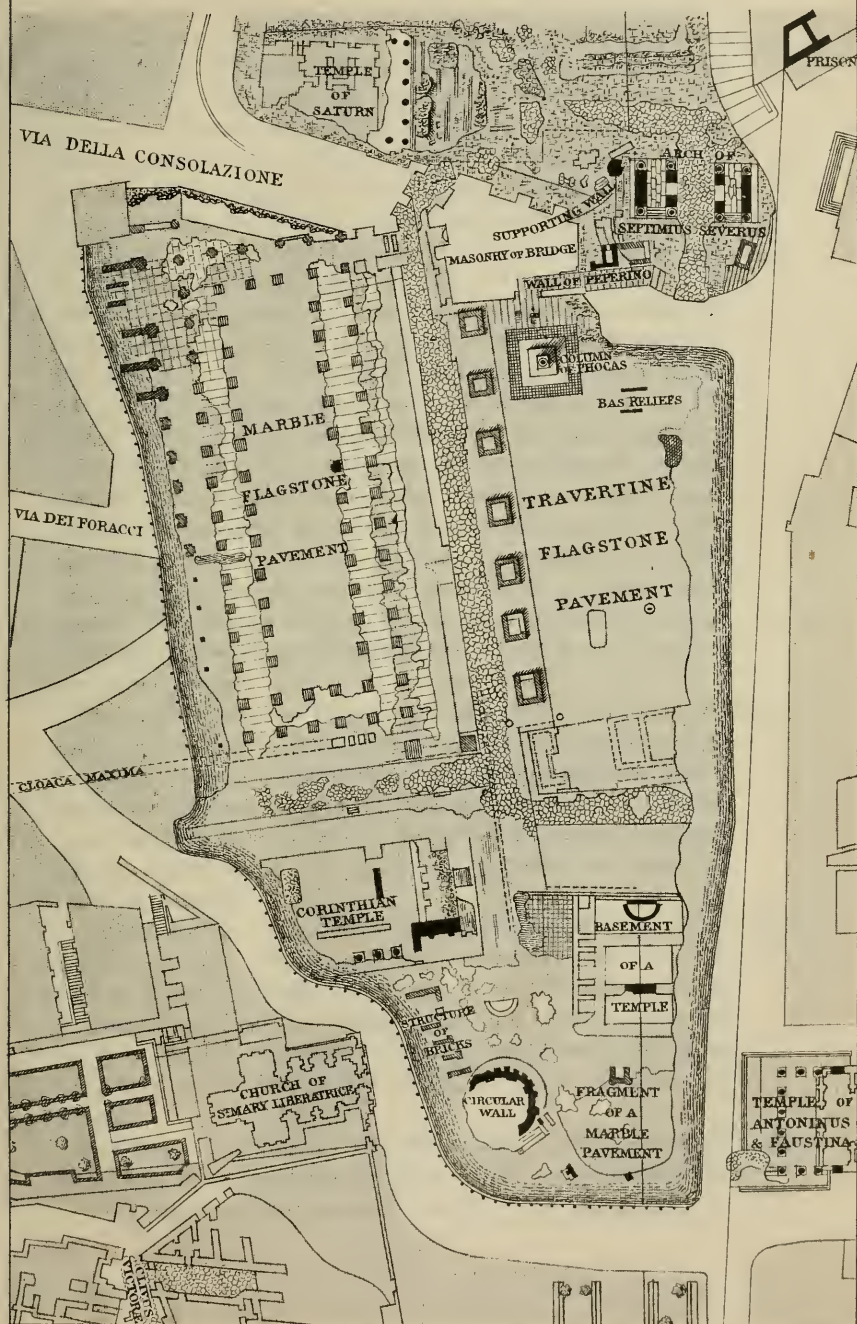 PRISON
TEMPLE
OF
SATURN
VIA DELLA CONSOLAZIONE
ARCH OF
SEPTIMIUS SEVERUS
SUPPORTING WALL
MASONRY OF BRIDGE
WALL OF PEPERINO
COLUMN
OF PHOCAS
BAS RELIEFS
MARBLE
FLAGSTONE
PAVEMENT
TRAVERTINE
FLAGSTONE
PAVEMENT
VIA DEI FORACCI
CLOACA MAXIMA
CORINTHIAN
TEMPLE
BASEMENT
OF A
TEMPLE
STRUCTURE
OF
BRICKS
CHURCH OF
ST MARY LIBERATRICE
CIRCULAR
WALL
FRAGMENT
OF A
MARBLE
PAVEMENT
TEMPLE OF
ANTONINUS
& FAUSTINA
CLIVUS
VICTORIÆ